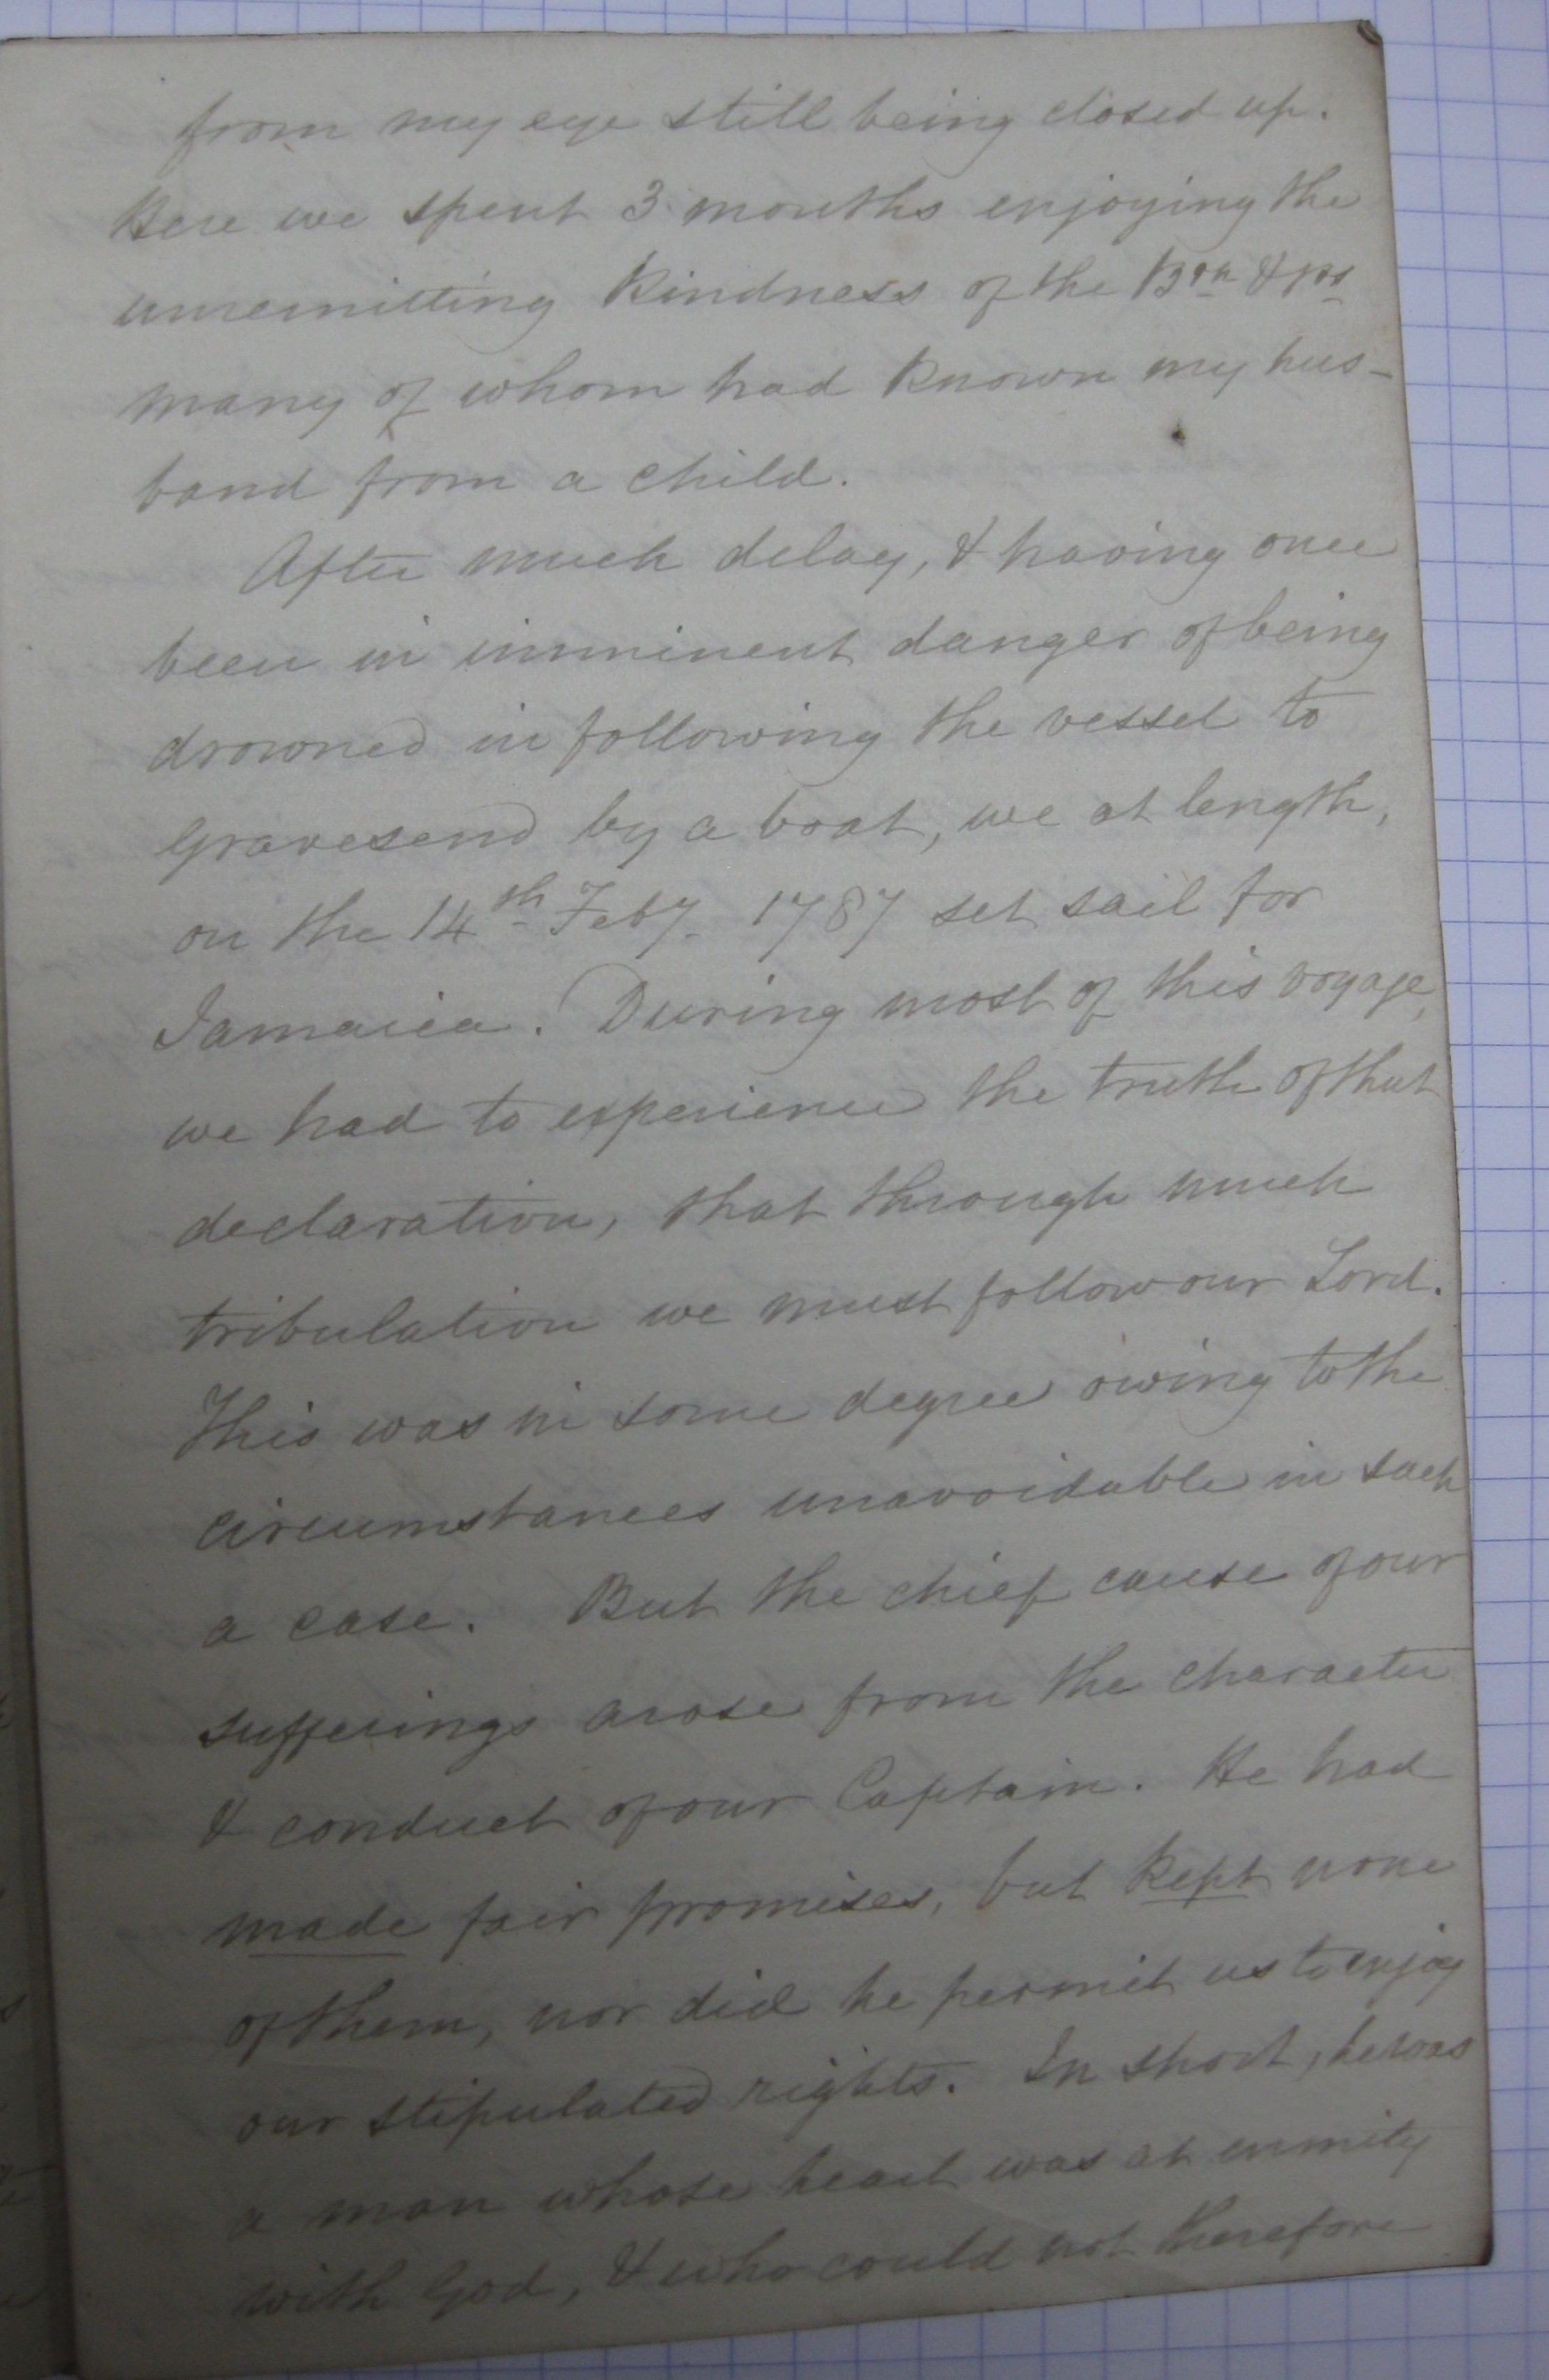 from my eye still being closed up.
Here we spent 3 months enjoying the
unremitting kindness of the Brn &
many of whom had known my hus-
band from a child.
After much delay, & having once
been in imminent danger of being
drowned in following the vessel to
Gravesend by a boat, we at length,
on the 14th Feby 1787 set sail for
Jamaica. During most of this voyage,
we had to experience the truth of that
declaration, that through much
tribulation we must follow our Lord.
This was in some degree owing to the
circumstances unavoidable in such
a case. But the chief cause of our
sufferings arose from the character
& conduct of our Captain. He had
made fair promises, but kept none
of them, nor did he permit us to enjoy
our stipulated rights. In short, he was
a man whose heart was at enmity
with God, & who could not therefore